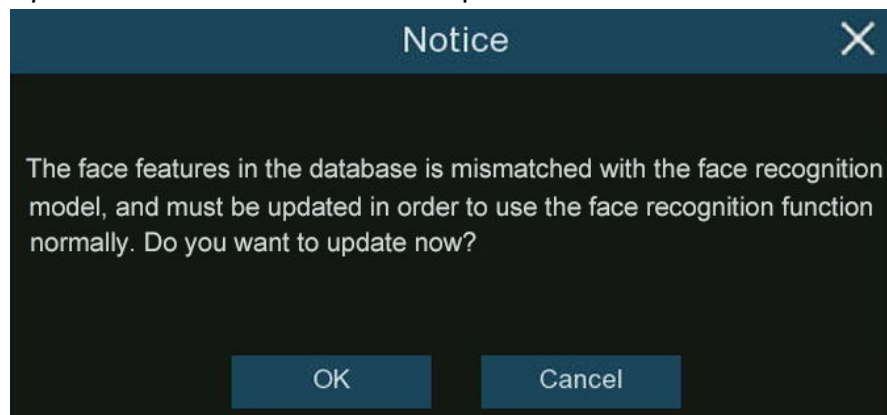 Notice
The face features in the database is mismatched with the face recognition
model, and must be updated in order to use the face recognition function
normally. Do you want to update now?
OK
Cancel